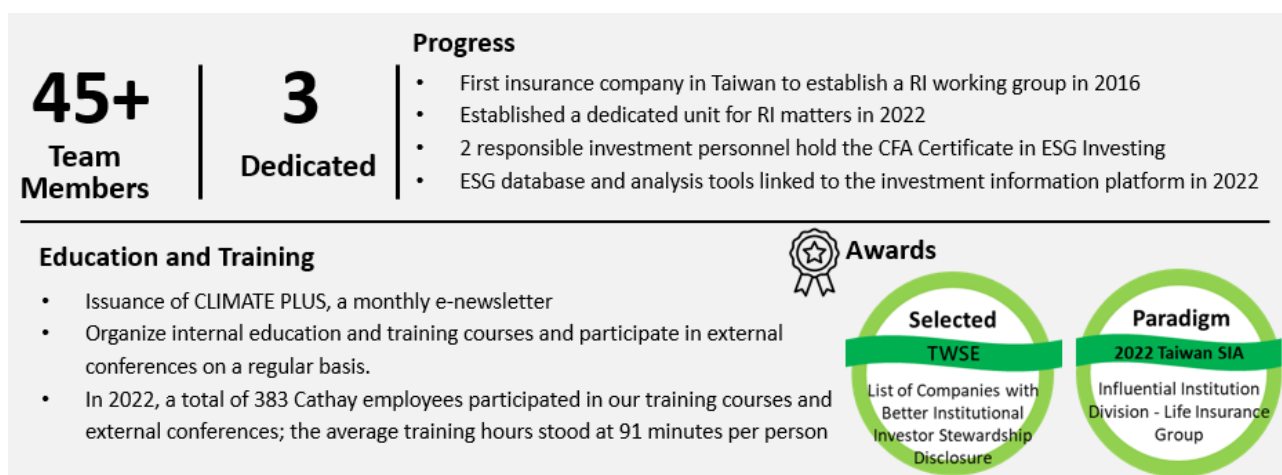 45+
Team
Members
3
Dedicated
Progress
• First insurance company in Taiwan to establish a RI working group in 2016
• Established a dedicated unit for RI matters in 2022
• 2 responsible investment personnel hold the CFA Certificate in ESG Investing
• ESG database and analysis tools linked to the investment information platform in 2022
Education and Training
• Issuance of CLIMATE PLUS, a monthly e-newsletter
• Organize internal education and training courses and participate in external
conferences on a regular basis.
• In 2022, a total of 383 Cathay employees participated in our training courses and
external conferences; the average training hours stood at 91 minutes per person
Awards
Selected
TWSE
List of Companies with
Better Institutional
Investor Stewardship
Disclosure
Paradigm
2022 Taiwan SIA
Influential Institution
Division - Life Insurance
Group